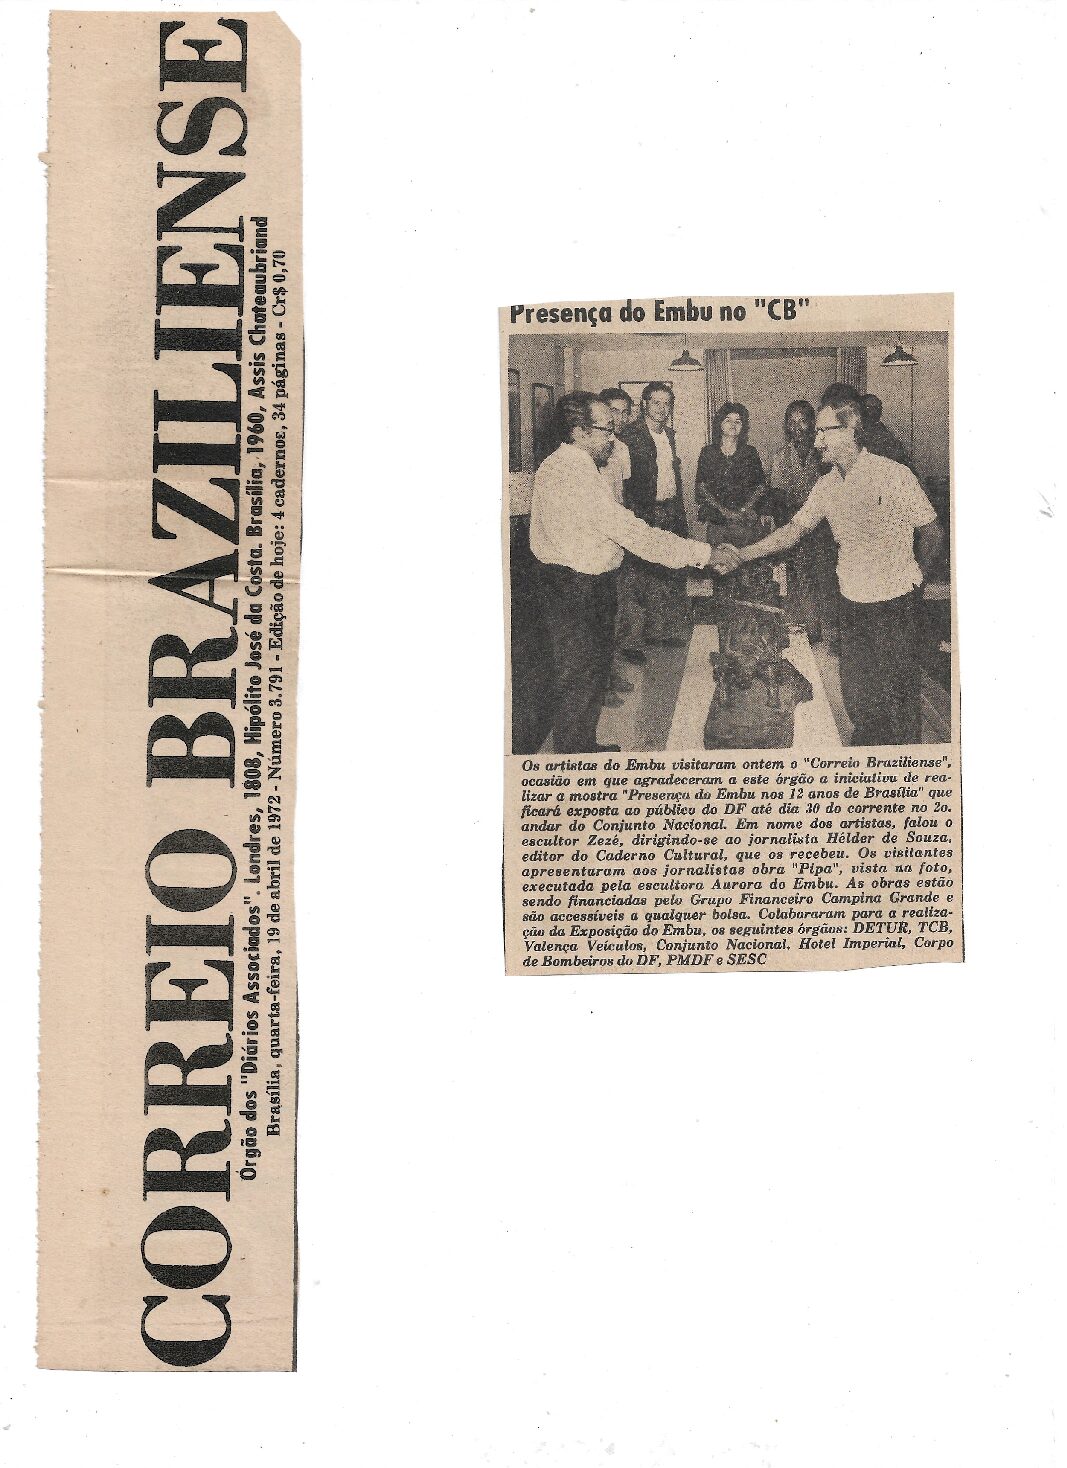 CORREIO BRAZILIENSE
Órgão dos "Diários Associados". Londres, 1808, Hipólito José da Costa. Brasília, 1960, Assis Chateaubriand
Brasília, quarta-feira, 19 de abril de 1972 - Número 3.791 - Edição de hoje: 4 cadernos, 34 páginas - Cr$ 0,70
Presença do Embu no "CB"
Os artistas do Embu visitaram ontem o "Correio Braziliense",
ocasião em que agradeceram a este órgão a iniciativa de rea-
lizar a mostra "Presença do Embu nos 12 anos de Brasília" que
ficará exposta ao público do DF até dia 30 do corrente no 2o.
andar do Conjunto Nacional. Em nome dos artistas, falou o
escultor Zezé, dirigindo-se ao jornalista Hélder de Souza,
editor do Caderno Cultural, que os recebeu. Os visitantes
apresentaram aos jornalistas obra "Pipa", vista na foto,
executada pela escultora Aurora do Embu. As obras estão
sendo financiadas pelo Grupo Financeiro Campina Grande e
são accessíveis a qualquer bolsa. Colaboraram para a realiza-
ção da Exposição do Embu, os seguintes órgãos: DETUR, TCB,
Valença Veículos, Conjunto Nacional, Hotel Imperial, Corpo
de Bombeiros do DF, PMDF e SESC